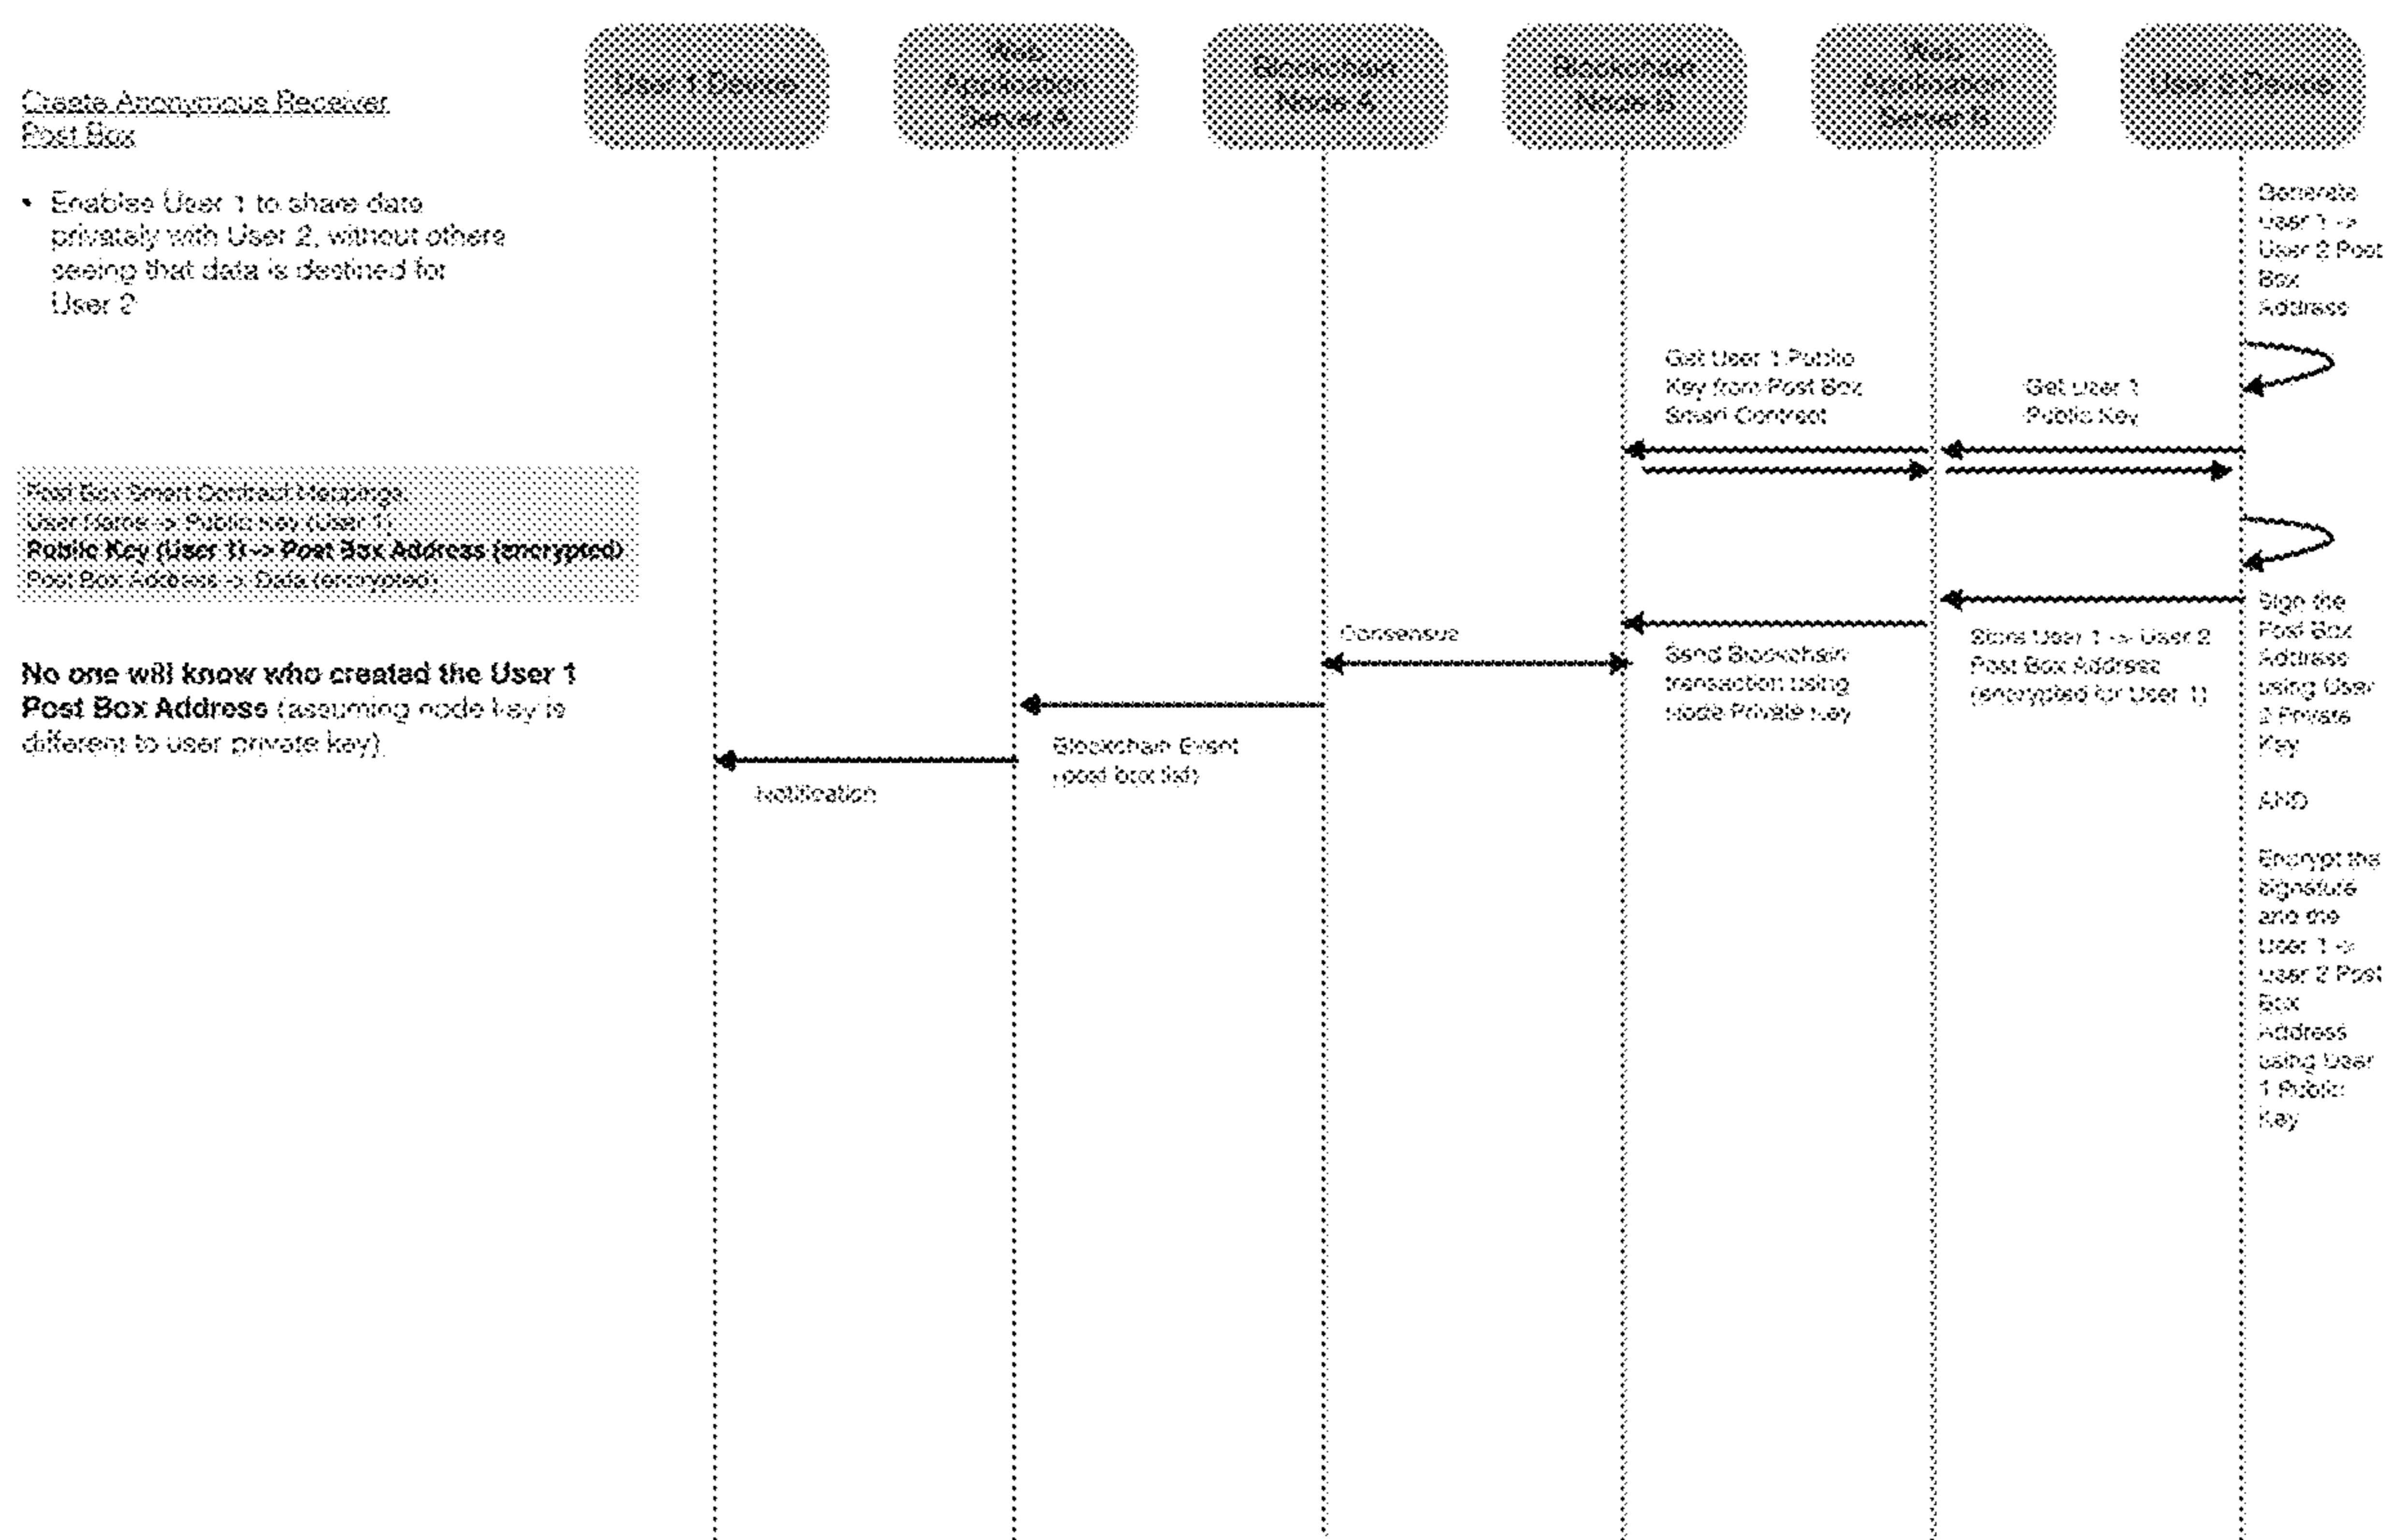 User 1 Device
Web
Application
Server A
Blockchain
Node A
Blockchain
Node B
Web
Application
Server B
User 2 Device
Create Anonymous Receiver
Post Box
• Enables User 1 to share data
privately with User 2, without others
seeing that data is destined for
User 2
Post Box Smart Contract Mappings
User Name -> Public Key (User 1)
Public Key (User 1) -> Post Box Address (encrypted)
Post Box Address -> Data (encrypted)
No one will know who created the User 1
Post Box Address (assuming node key is
different to user private key)
Generate
User 1 ->
User 2 Post
Box
Address
Get User 1 Public
Key from Post Box
Smart Contract
Get User 1
Public Key
Sign the
Post Box
Address
using User
2 Private
Key
AND
Encrypt the
signature
and the
User 1 ->
User 2 Post
Box
Address
using User
1 Public
Key
Store User 1 -> User 2
Post Box Address
(encrypted for User 1)
Send Blockchain
transaction using
Node Private Key
Consensus
Blockchain Event
(post box list)
Notification